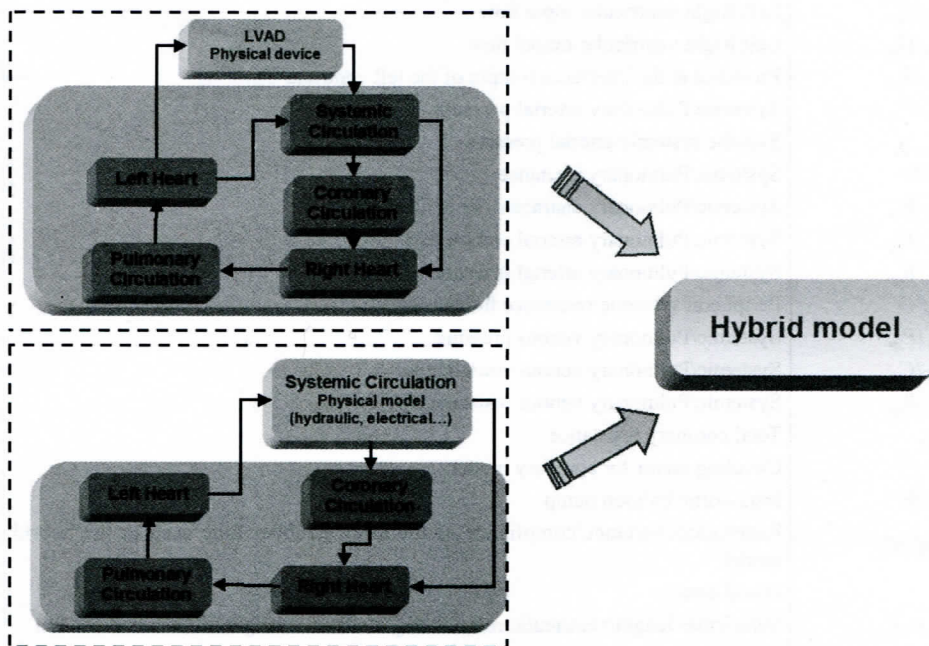 LVAD
Physical device
Systemic
Circulation
Left Heart
Coronary
Circulation
Pulmonary
Circulation
Right Heart
Hybrid model
Systemic Circulation
Physical model
(hydraulic, electrical...)
Left Heart
Coronary
Circulation
Pulmonary
Circulation
Right Heart